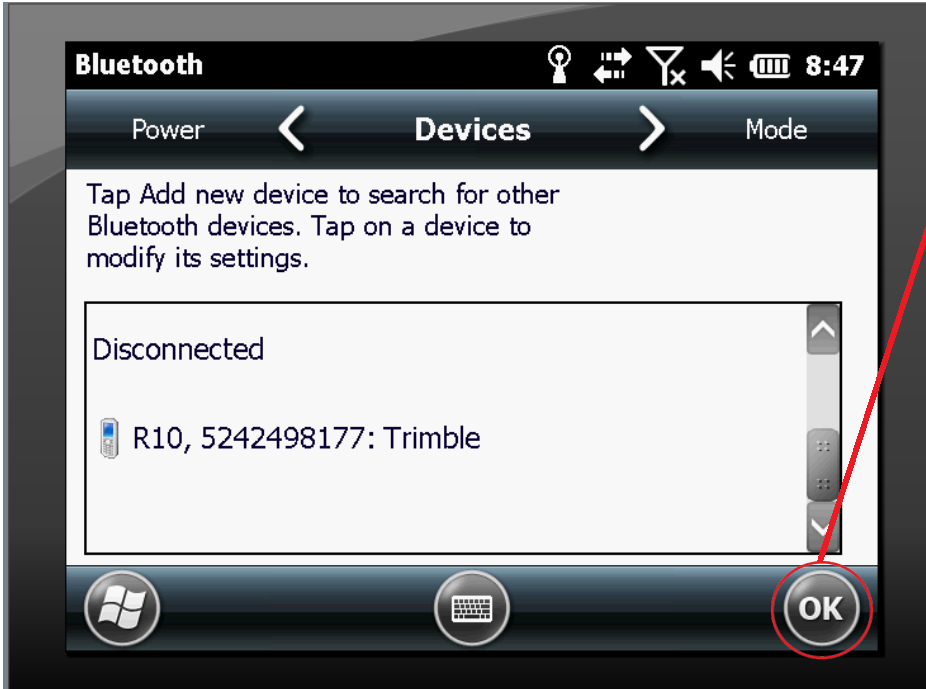 Bluetooth 8:47
Power Devices Mode
Tap Add new device to search for other
Bluetooth devices. Tap on a device to
modify its settings.
Disconnected
R10, 5242498177: Trimble
OK